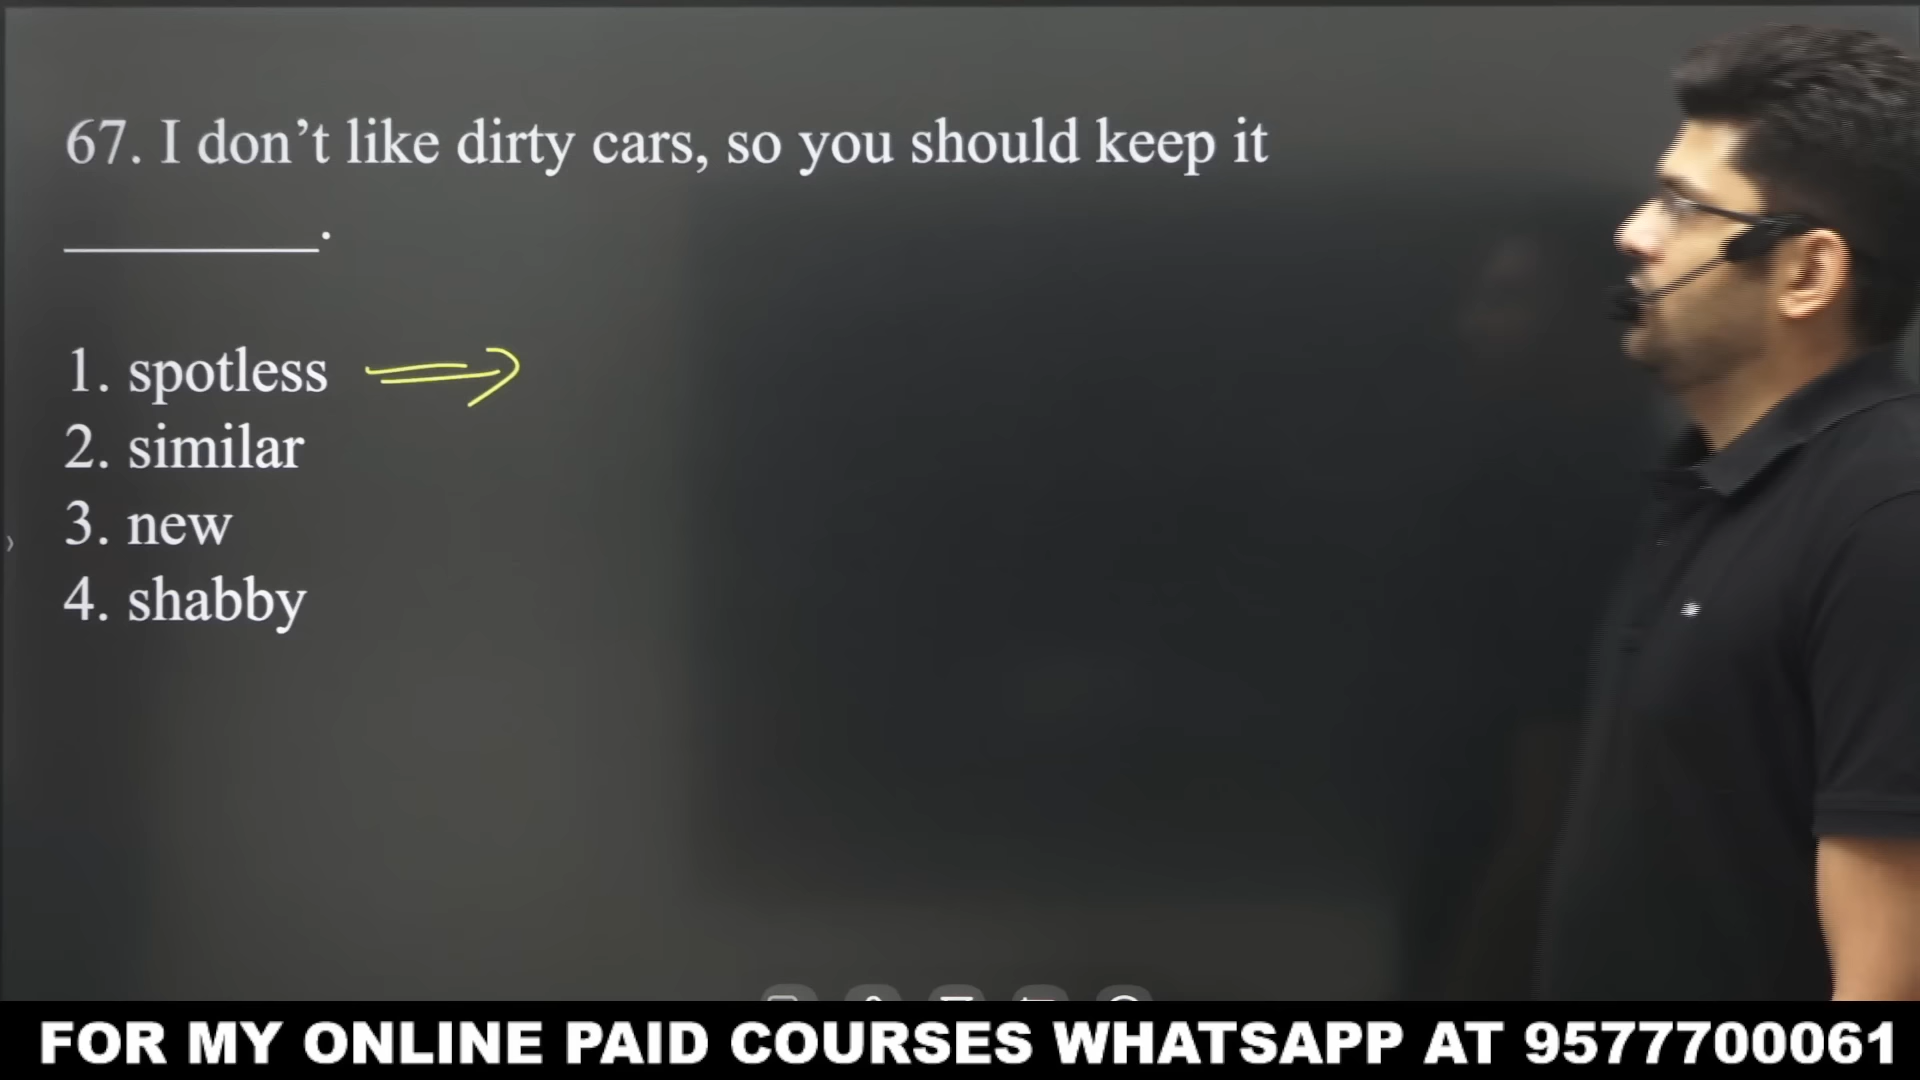 67. I don’t like dirty cars, so you should keep it
__________.
1. spotless
2. similar
3. new
4. shabby
FOR MY ONLINE PAID COURSES WHATSAPP AT 9577700061